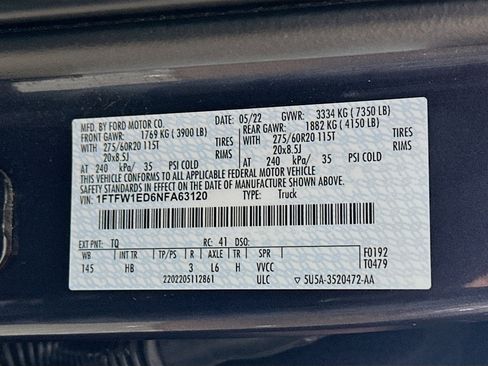 MFD. BY FORD MOTOR CO. DATE: 05/22 GVWR: 3334 KG (7350 LB)
FRONT GAWR: 1769 KG (3900 LB) REAR GAWR: 1882 KG (4150 LB)
WITH 275/60R20 115T TIRES WITH 275/60R20 115T TIRES
20x8.5J RIMS 20x8.5J RIMS
AT 240 kPa/ 35 PSI COLD AT 240 kPa/ 35 PSI COLD
THIS VEHICLE CONFORMS TO ALL APPLICABLE FEDERAL MOTOR VEHICLE
SAFETY STANDARDS IN EFFECT ON THE DATE OF MANUFACTURE SHOWN ABOVE.
VIN: 1FTFW1ED6NFA63120 TYPE: Truck
EXT PNT: TQ RC: 41 DSO:
WB BRK INT TR TP/PS R AXLE TR SPR F0192
145 HB 3 L6 H VVCC T0479
2202205112861 ULC 5U5A-3520472-AA